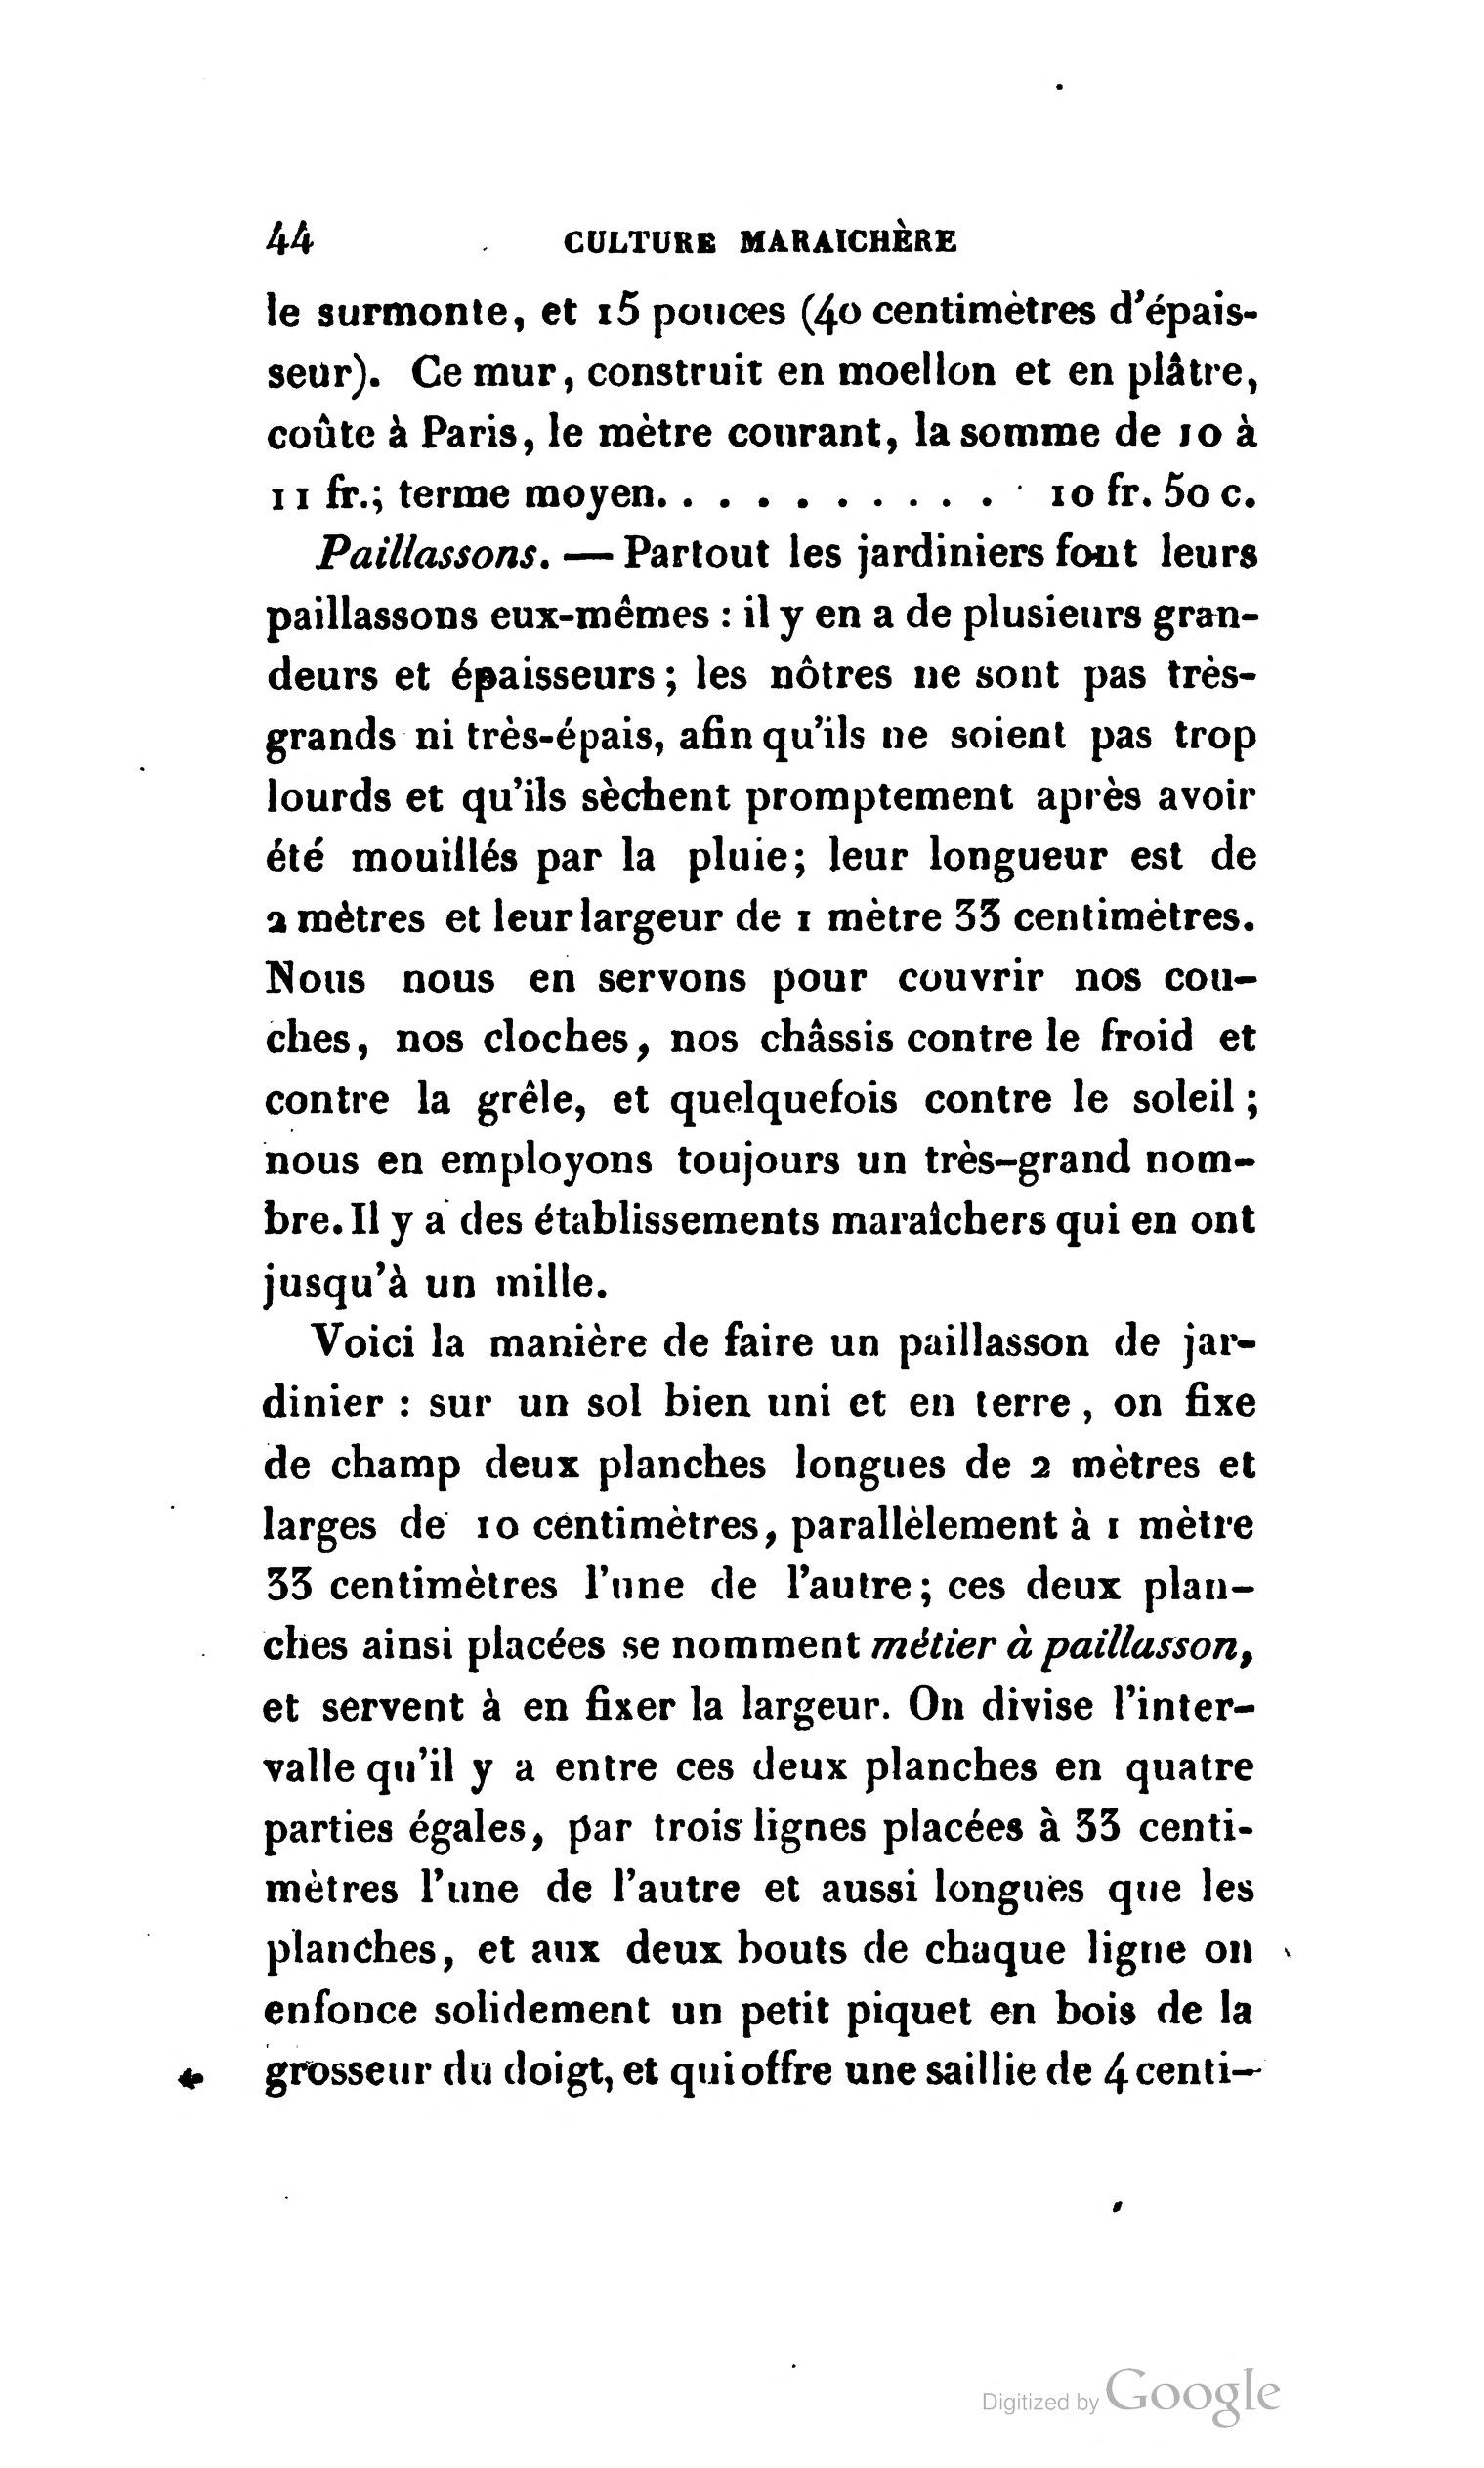 44 CULTURE MARAICHÈRE
le surmonte, et 15 pouces (40 centimètres d'épais-
seur). Ce mur, construit en moellon et en plâtre,
coûte à Paris, le mètre courant, la somme de 10 à
11 fr.; terme moyen. . . . . . . . . . 10 fr. 50 c.
Paillassons. — Partout les jardiniers font leurs
paillassons eux-mêmes : il y en a de plusieurs gran-
deurs et épaisseurs; les nôtres ne sont pas très-
grands ni très-épais, afin qu'ils ne soient pas trop
lourds et qu'ils sèchent promptement après avoir
été mouillés par la pluie; leur longueur est de
2 mètres et leur largeur de 1 mètre 33 centimètres.
Nous nous en servons pour couvrir nos cou-
ches, nos cloches, nos châssis contre le froid et
contre la grêle, et quelquefois contre le soleil;
nous en employons toujours un très-grand nom-
bre. Il y a des établissements maraîchers qui en ont
jusqu'à un mille.
Voici la manière de faire un paillasson de jar-
dinier : sur un sol bien uni et en terre, on fixe
de champ deux planches longues de 2 mètres et
larges de 10 centimètres, parallèlement à 1 mètre
33 centimètres l'une de l'autre; ces deux plan-
ches ainsi placées se nomment métier à paillasson,
et servent à en fixer la largeur. On divise l'inter-
valle qu'il y a entre ces deux planches en quatre
parties égales, par trois lignes placées à 33 centi-
mètres l'une de l'autre et aussi longues que les
planches, et aux deux bouts de chaque ligne on
enfonce solidement un petit piquet en bois de la
grosseur du doigt, et qui offre une saillie de 4 centi-
Digitized by Google